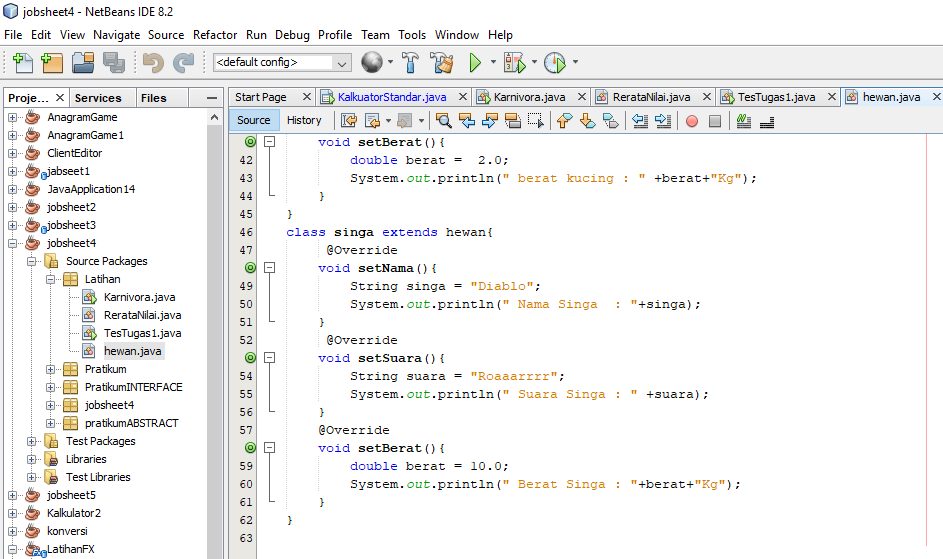 jobsheet4 - NetBeans IDE 8.2
File Edit View Navigate Source Refactor Run Debug Profile Team Tools Window Help
<default config>
Proje... Services Files
AnagramGame
AnagramGame1
ClientEditor
jabseet1
JavaApplication14
jobsheet2
jobsheet3
jobsheet4
Source Packages
Latihan
Karnivora.java
RerataNilai.java
TesTugas1.java
hewan.java
Pratikum
PratikumINTERFACE
jobsheet4
pratikumABSTRACT
Test Packages
Libraries
Test Libraries
jobsheet5
Kalkulator2
konversi
LatihanFX
Start Page KalkuatorStandar.java Karnivora.java RerataNilai.java TesTugas1.java hewan.java
Source History
void setBerat(){
42 double berat =  2.0;
43 System.out.println(" berat kucing : " +berat+"Kg");
44 }
45 }
46 class singa extends hewan{
47 @Override
void setNama(){
49 String singa = "Diablo";
50 System.out.println(" Nama Singa  : "+singa);
51 }
52 @Override
void setSuara(){
54 String suara = "Roaaarrrr";
55 System.out.println(" Suara Singa : " +suara);
56 }
57 @Override
void setBerat(){
59 double berat = 10.0;
60 System.out.println(" Berat Singa : "+berat+"Kg");
61 }
62 }
63